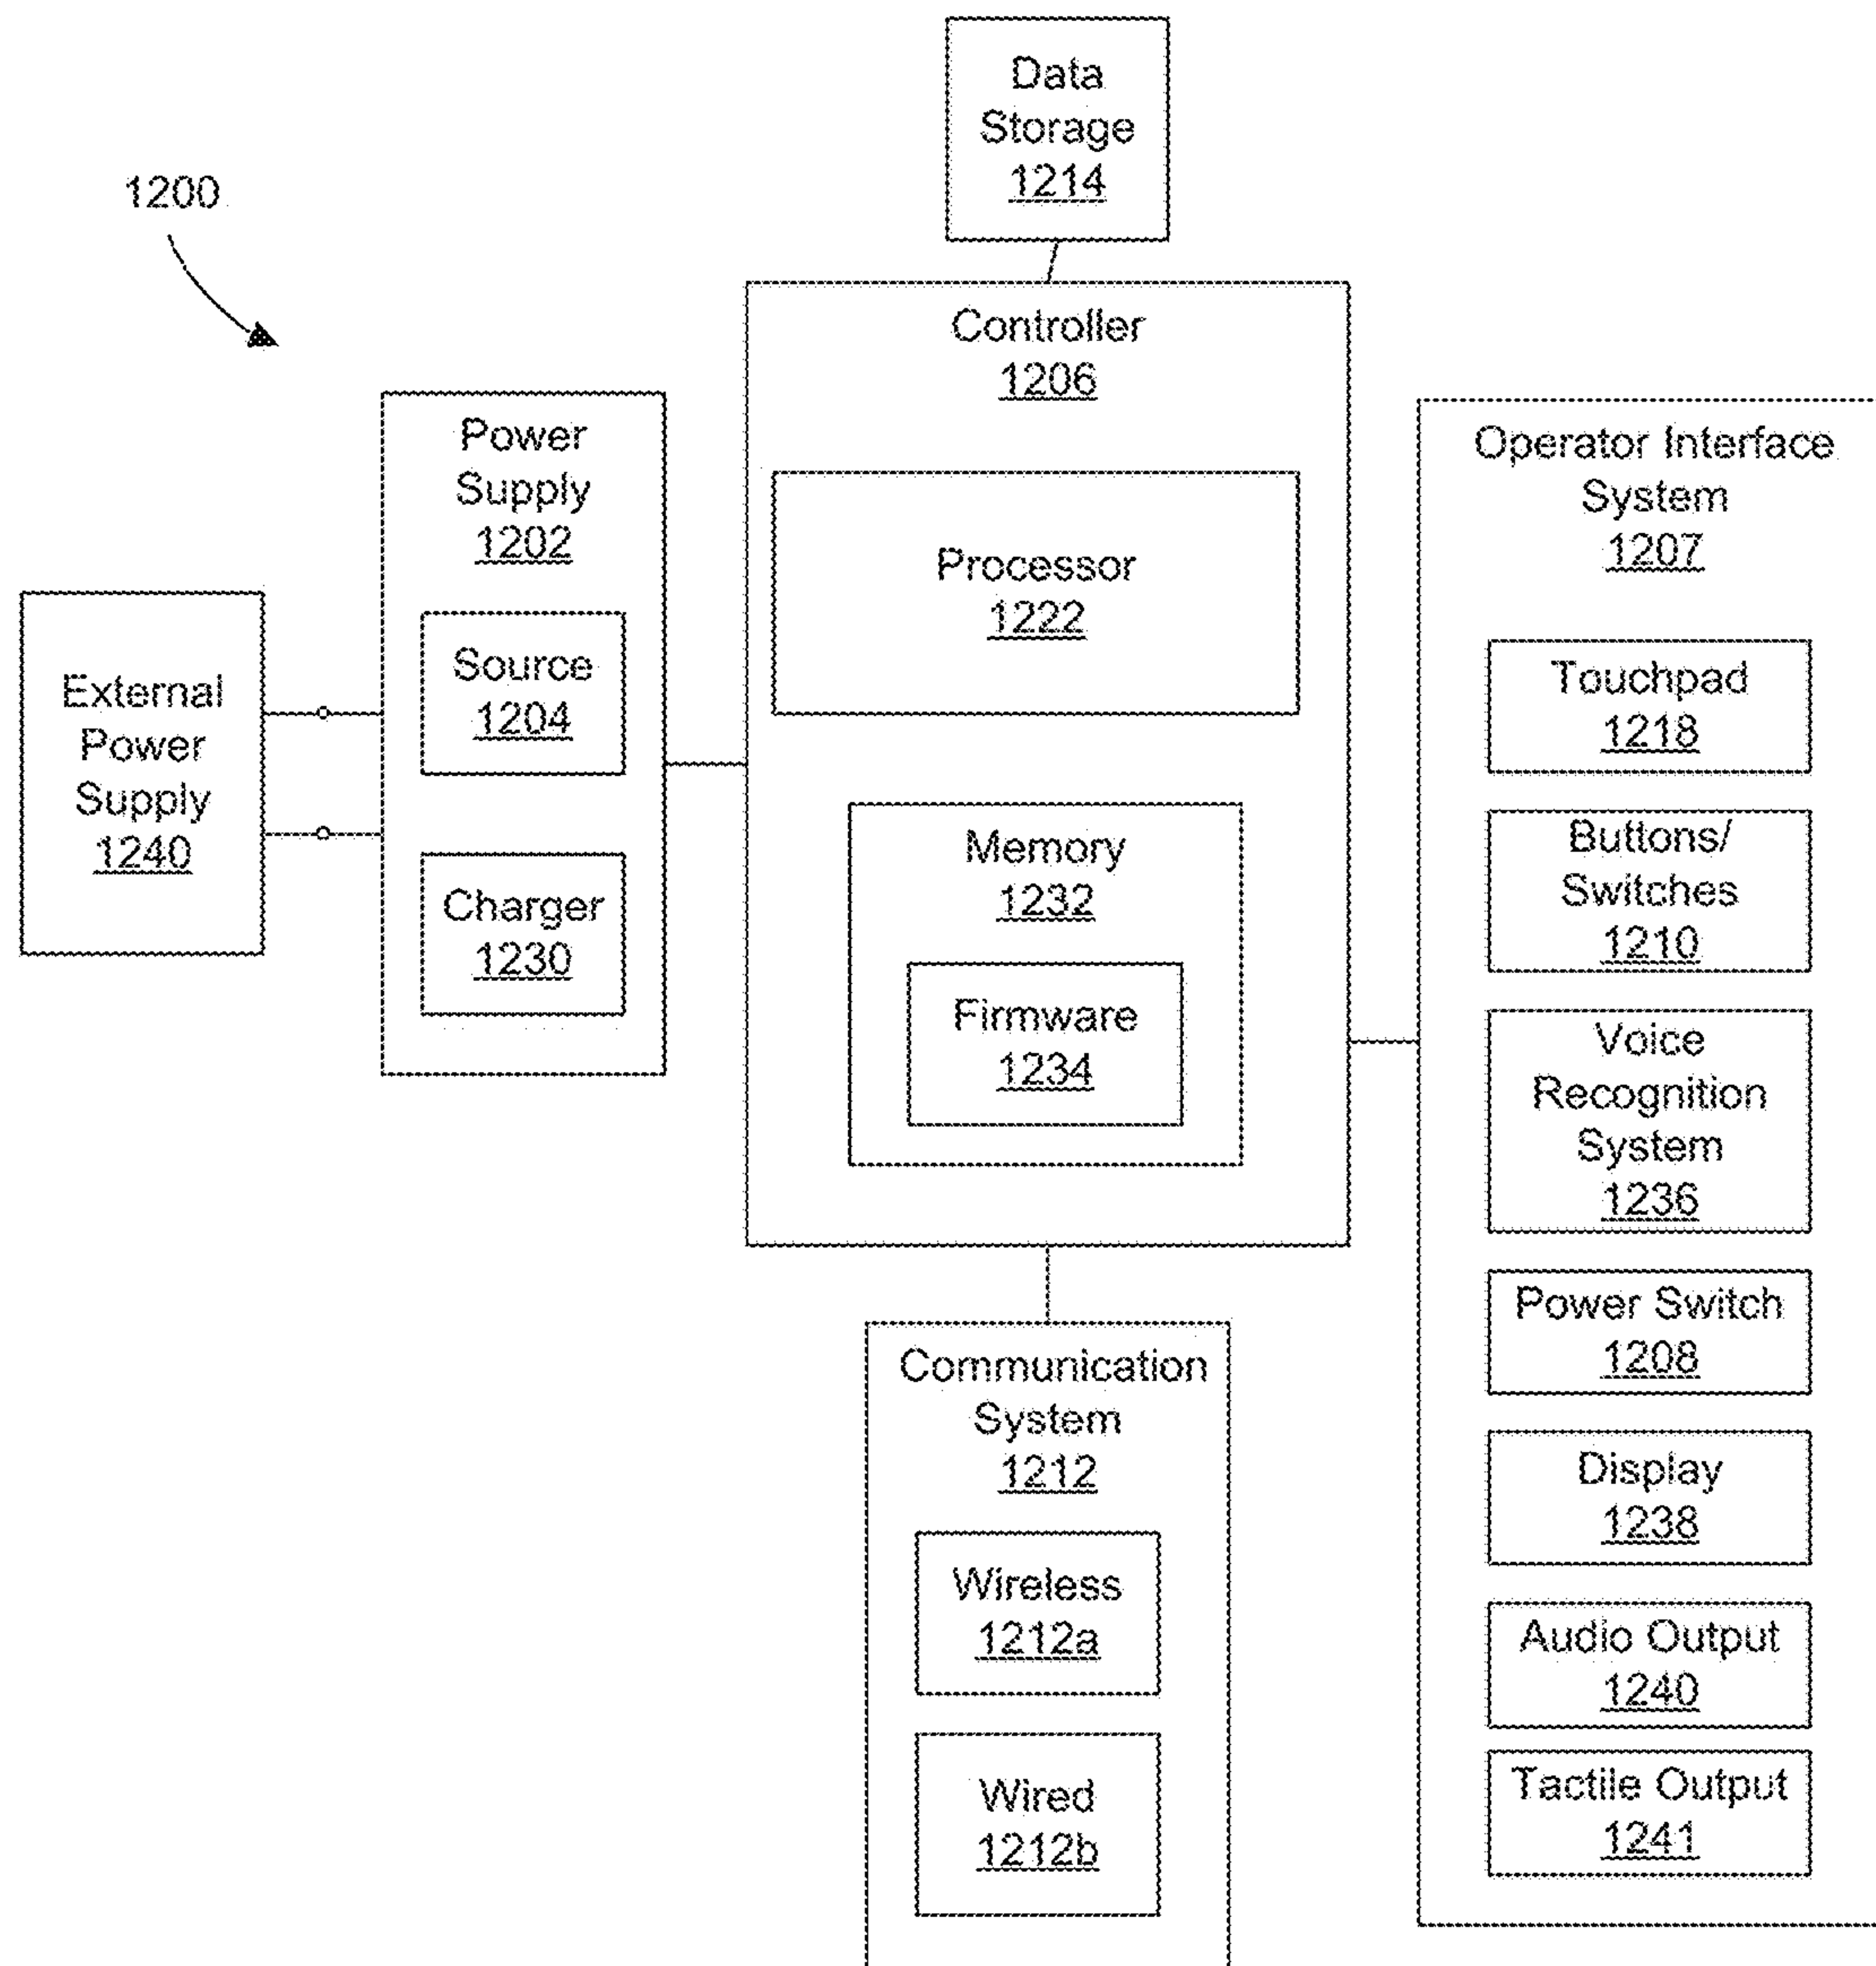 Data
Storage
1214
1200
Controller
1206
Power
Supply
1202
Operator Interface
System
1207
Processor
1222
Source
1204
External
Power
Supply
1240
Touchpad
1218
Buttons/
Switches
1210
Memory
1232
Charger
1230
Firmware
1234
Voice
Recognition
System
1236
Power Switch
1208
Communication
System
1212
Display
1238
Wireless
1212a
Audio Output
1240
Wired
1212b
Tactile Output
1241